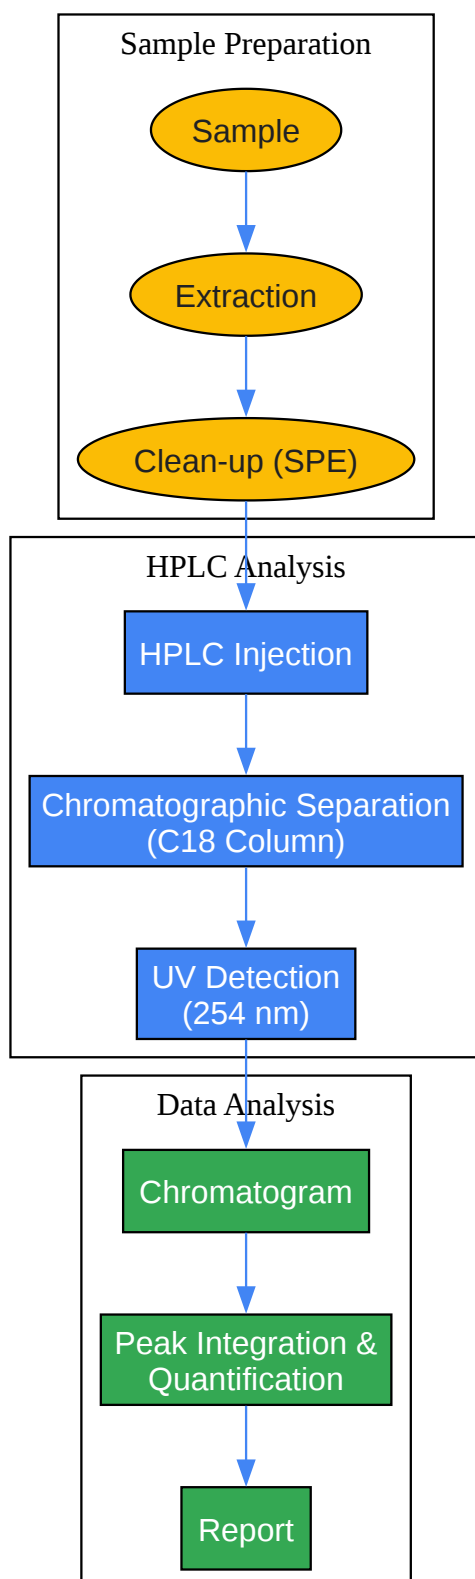 Sample Preparation
Sample
Extraction
Clean-up (SPE)
HPLC Analysis
HPLC Injection
Chromatographic Separation
(C18 Column)
UV Detection
(254 nm)
Data Analysis
Chromatogram
Peak Integration &
Quantification
Report